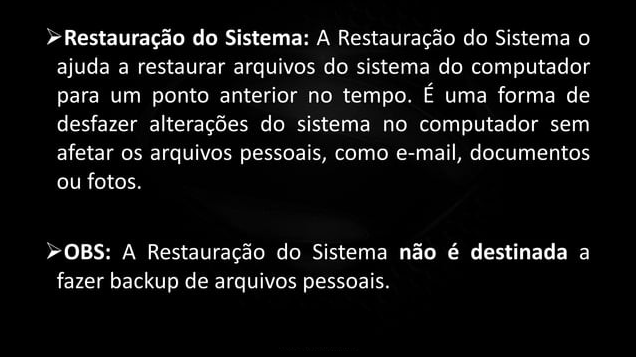 ➢Restauração do Sistema: A Restauração do Sistema o
ajuda a restaurar arquivos do sistema do computador
para um ponto anterior no tempo. É uma forma de
desfazer alterações do sistema no computador sem
afetar os arquivos pessoais, como e-mail, documentos
ou fotos.
➢OBS: A Restauração do Sistema não é destinada a
fazer backup de arquivos pessoais.